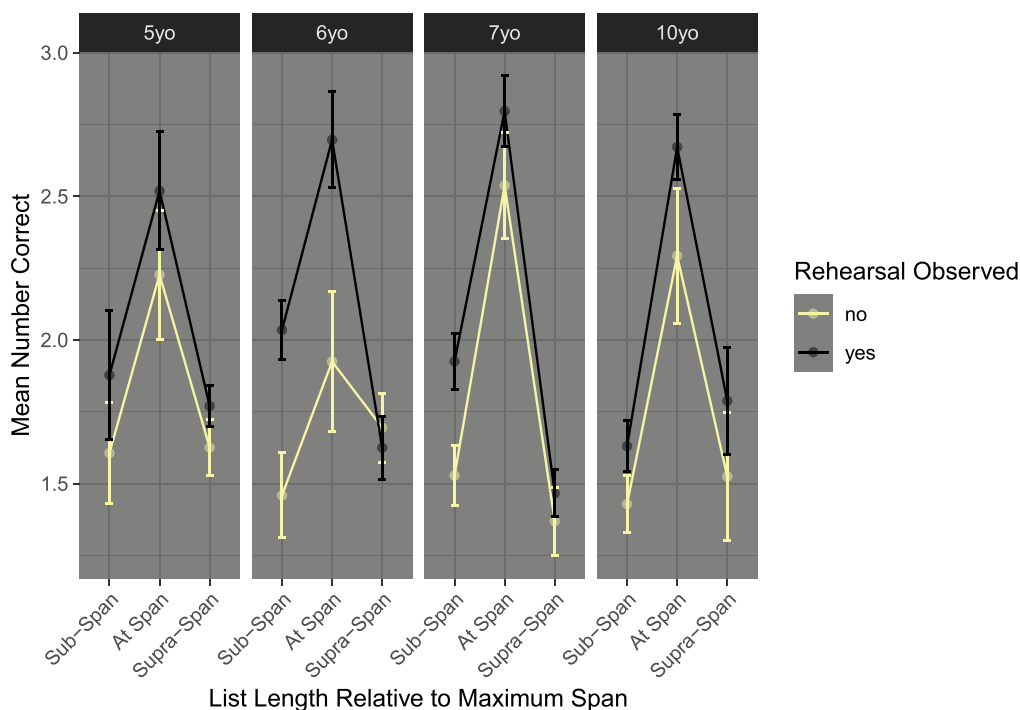 5yo
6yo
7yo
10yo
3.0
2.5
2.0
1.5
Mean Number Correct
Sub−Span
At Span
Supra−Span
Sub−Span
At Span
Supra−Span
Sub−Span
At Span
Supra−Span
Sub−Span
At Span
Supra−Span
List Length Relative to Maximum Span
Rehearsal Observed
no
yes